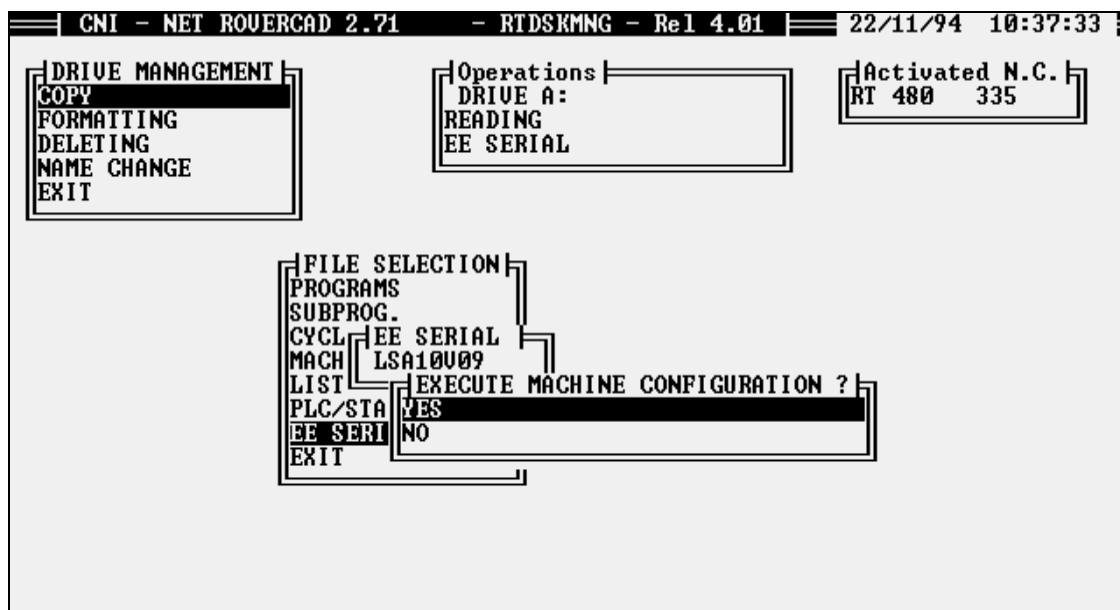 CNI - NET ROVERCAD 2.71 - RTDSKMNG - Rel 4.01 22/11/94 10:37:33
DRIVE MANAGEMENT
COPY
FORMATTING
DELETING
NAME CHANGE
EXIT
Operations
DRIVE A:
READING
EE SERIAL
Activated N.C.
RT 480 335
FILE SELECTION
PROGRAMS
SUBPROG.
CYCL
MACH
LIST
PLC/STA
EE SERI
EXIT
EE SERIAL
LSA10V09
EXECUTE MACHINE CONFIGURATION ?
YES
NO